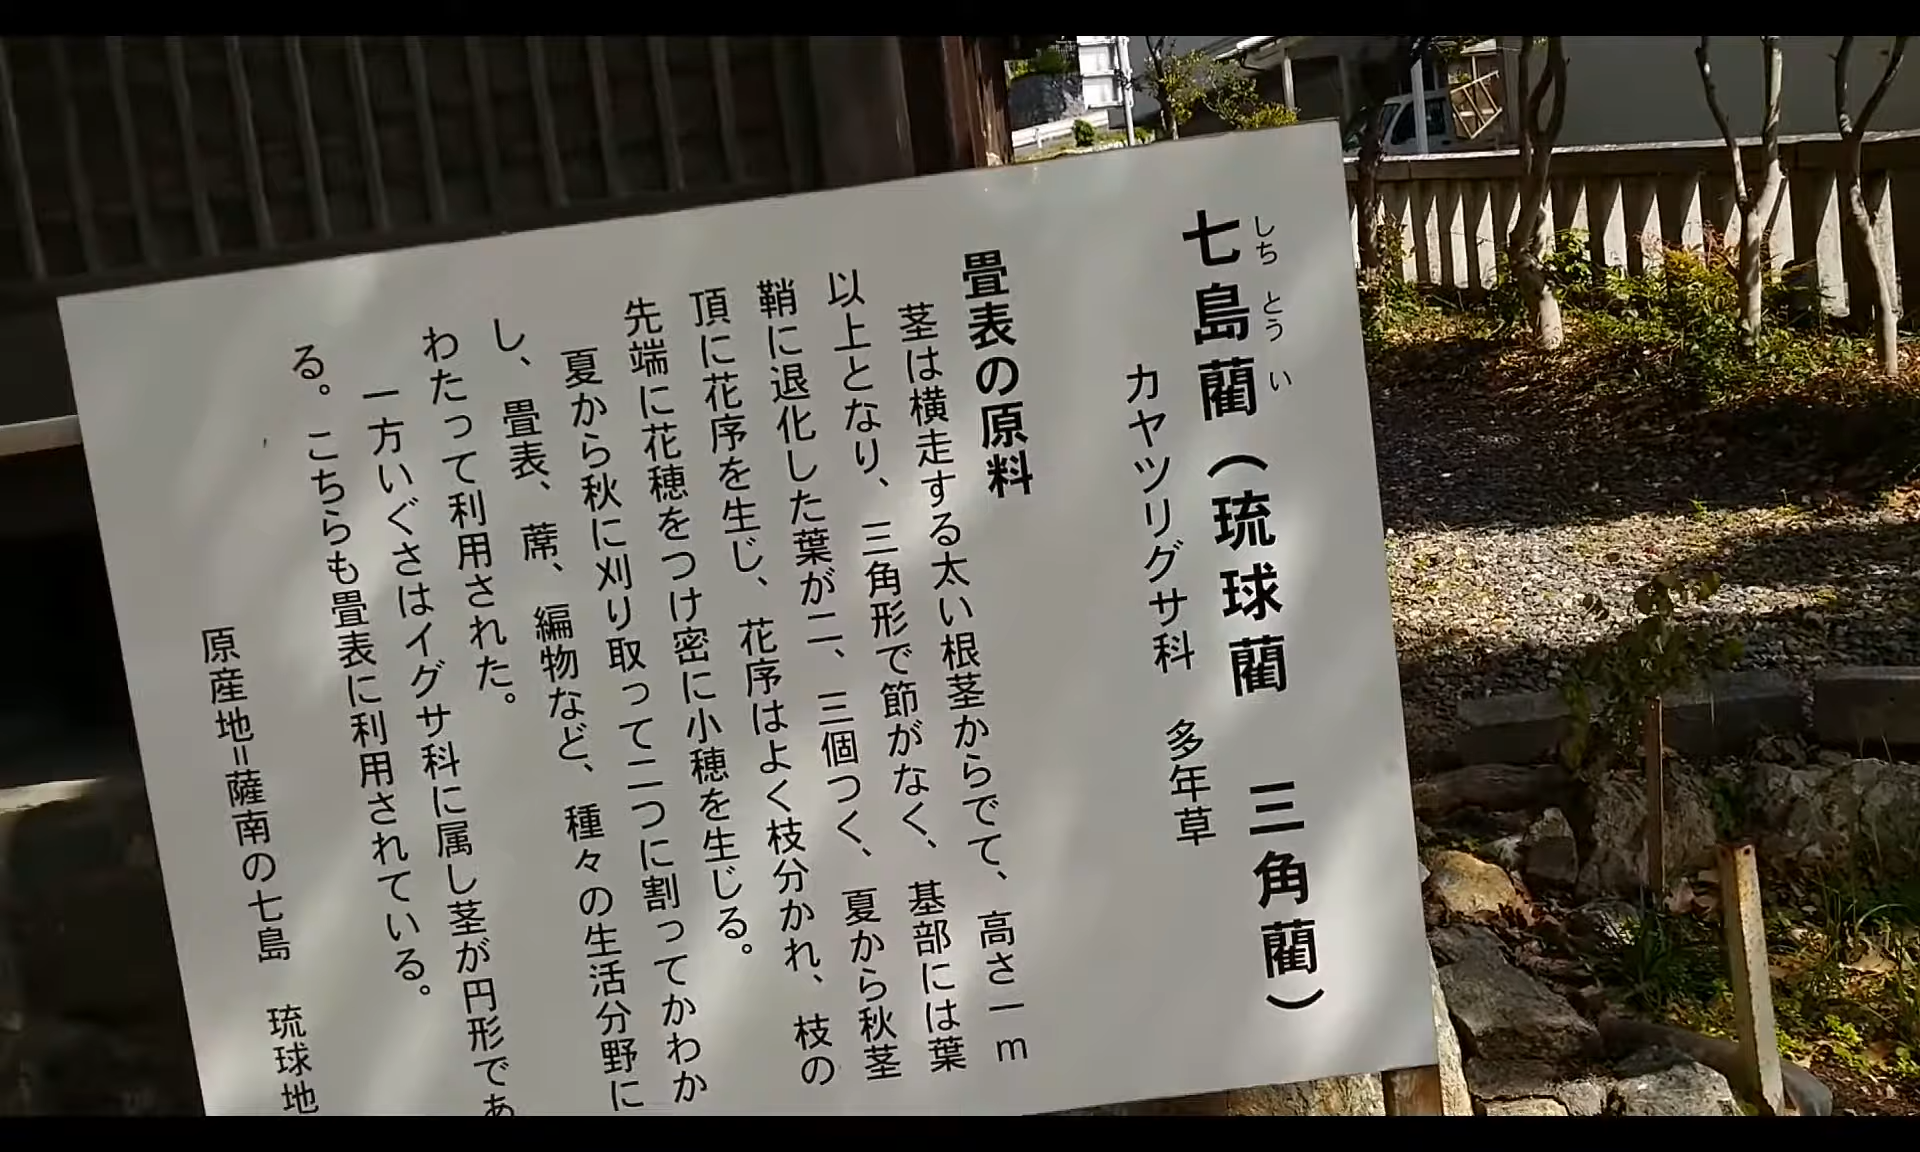 七島藺（琉球藺　三角藺）
しちとうい
カヤツリグサ科　多年草
畳表の原料
茎は横走する太い根茎からでて、高さ一ｍ
以上となり、三角形で節がなく、基部には葉
鞘に退化した葉が二、三個つく、夏から秋茎
頂に花序を生じ、花序はよく枝分かれ、枝の
先端に花穂をつけ密に小穂を生じる。
夏から秋に刈り取って二つに割ってかわか
し、畳表、蓆、編物など、種々の生活分野に
わたって利用された。
一方いぐさはイグサ科に属し茎が円形であ
る。こちらも畳表に利用されている。
原産地＝薩南の七島　琉球地